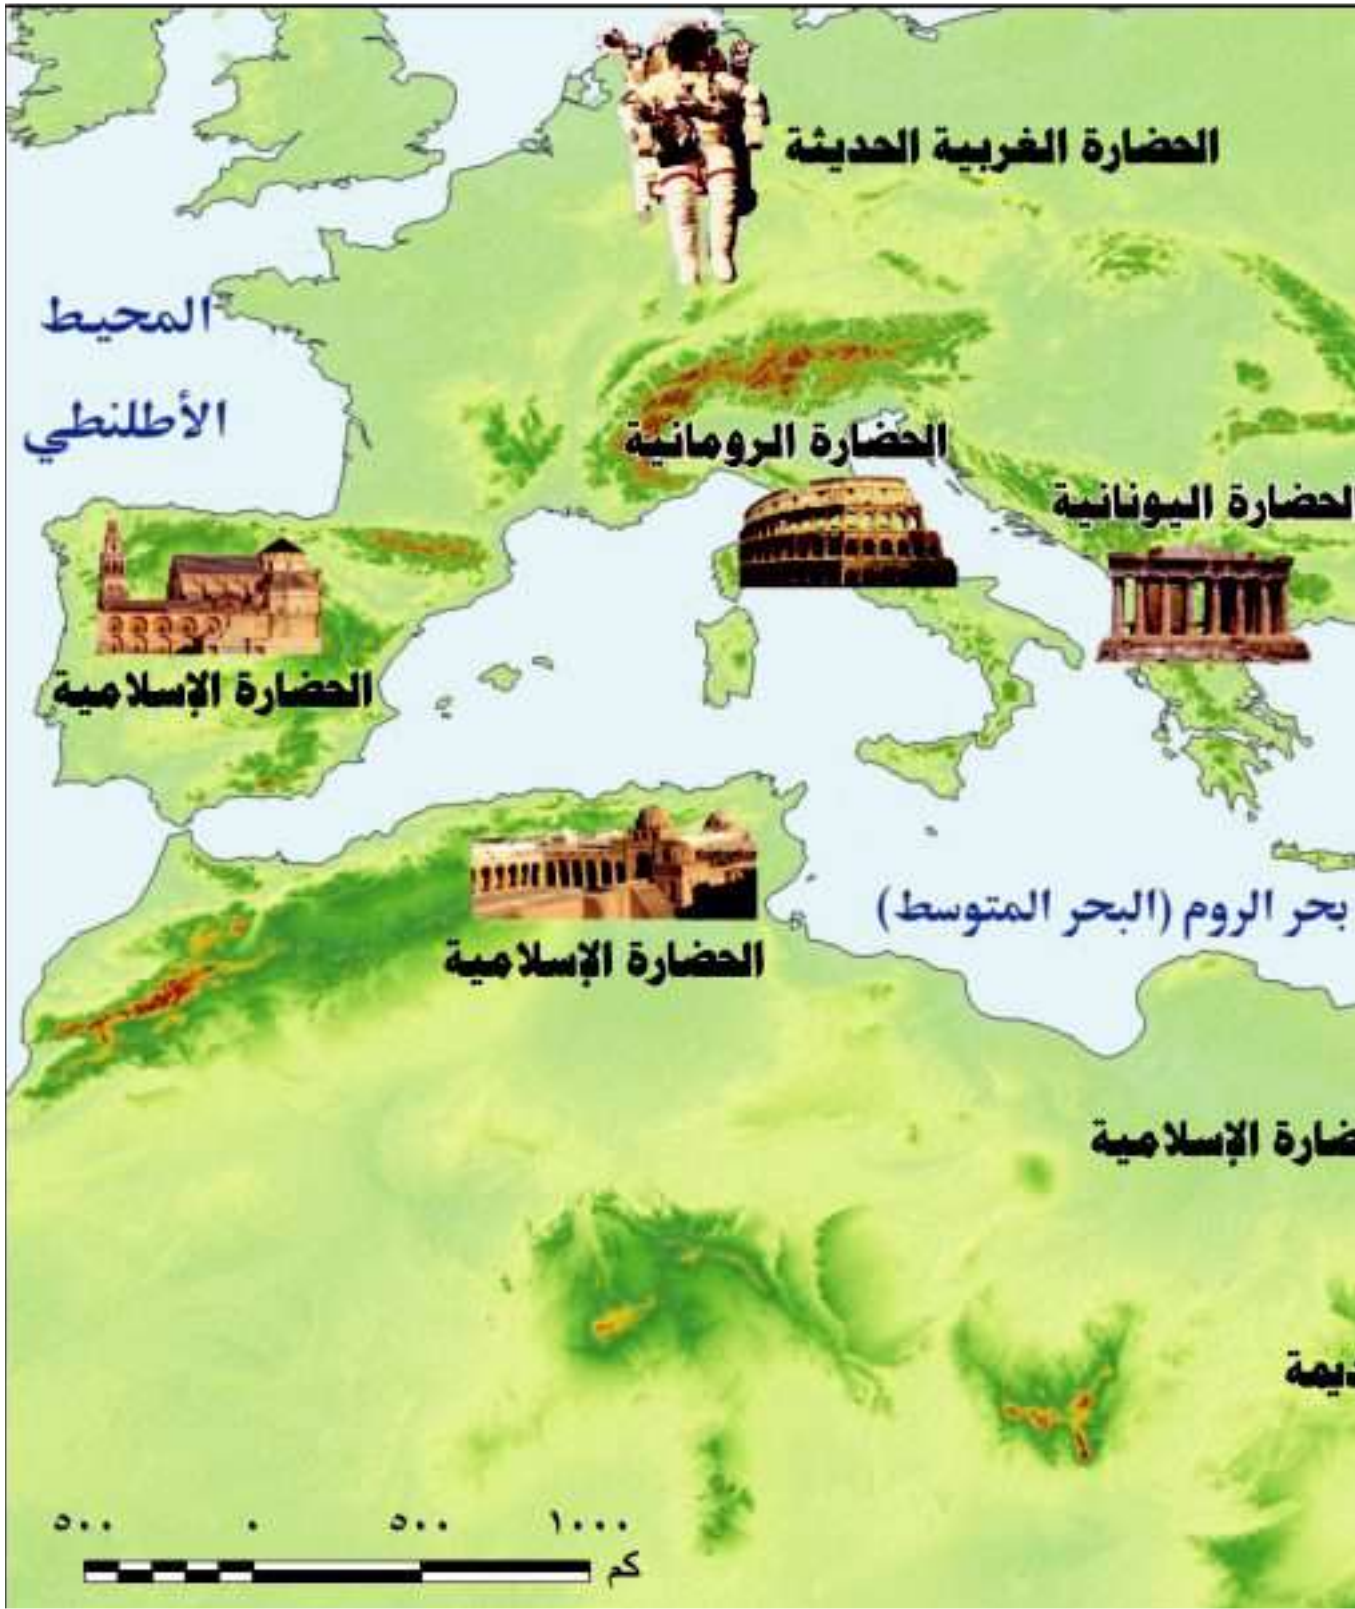 الحضارة الغربية الحديثة
المحيط
الأطلنطي
الحضارة الرومانية
لحضارة اليونانية
الحضارة الإسلامية
بحر الروم (البحر المتوسط)
الحضارة الإسلامية
ضارة الإسلامية
ديمة
٥٠٠ ٠ ٥٠٠ ١٠٠٠
كم